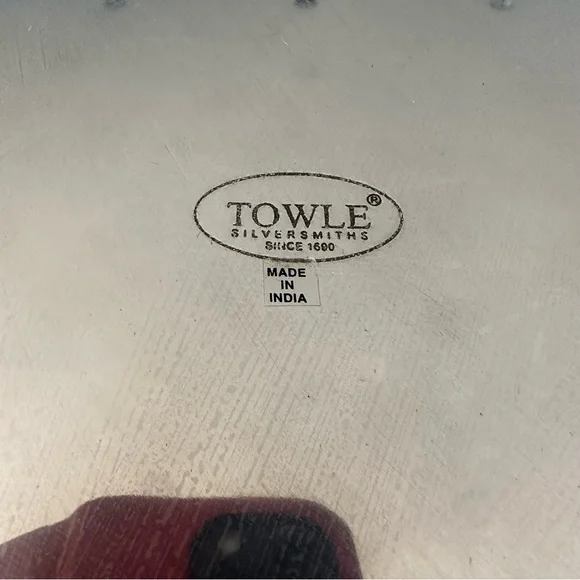 TOWLE®
SILVERSMITHS
SINCE 1690
MADE
IN
INDIA